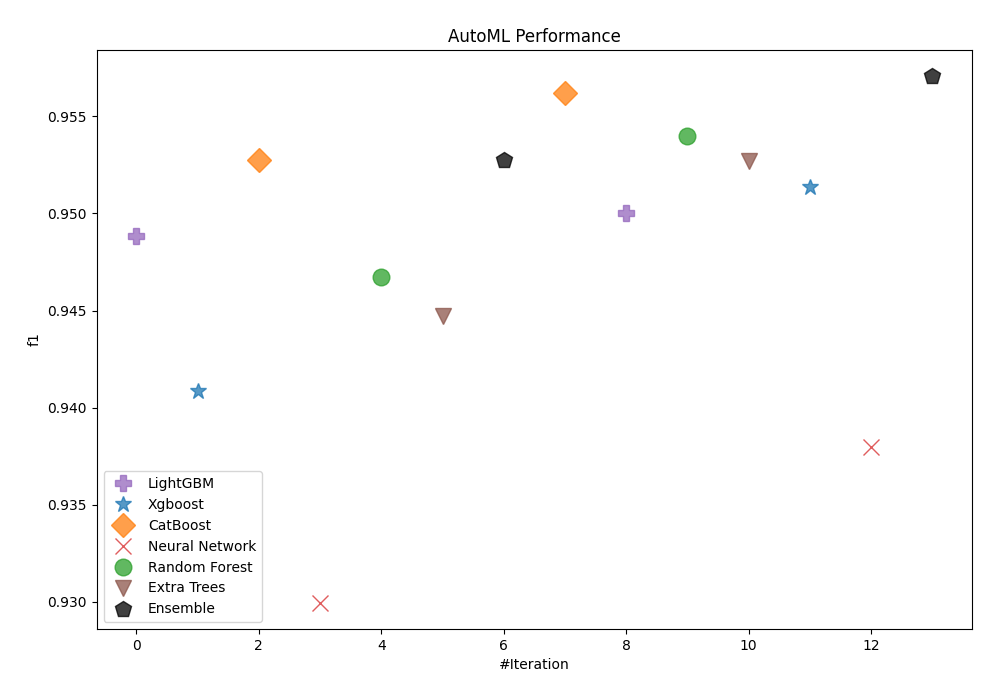 AutoML Performance
0.955
0.950
0.945
0.940
0.935
0.930
f1
LightGBM
Xgboost
CatBoost
Neural Network
Random Forest
Extra Trees
Ensemble
0 2 4 6 8 10 12
#Iteration